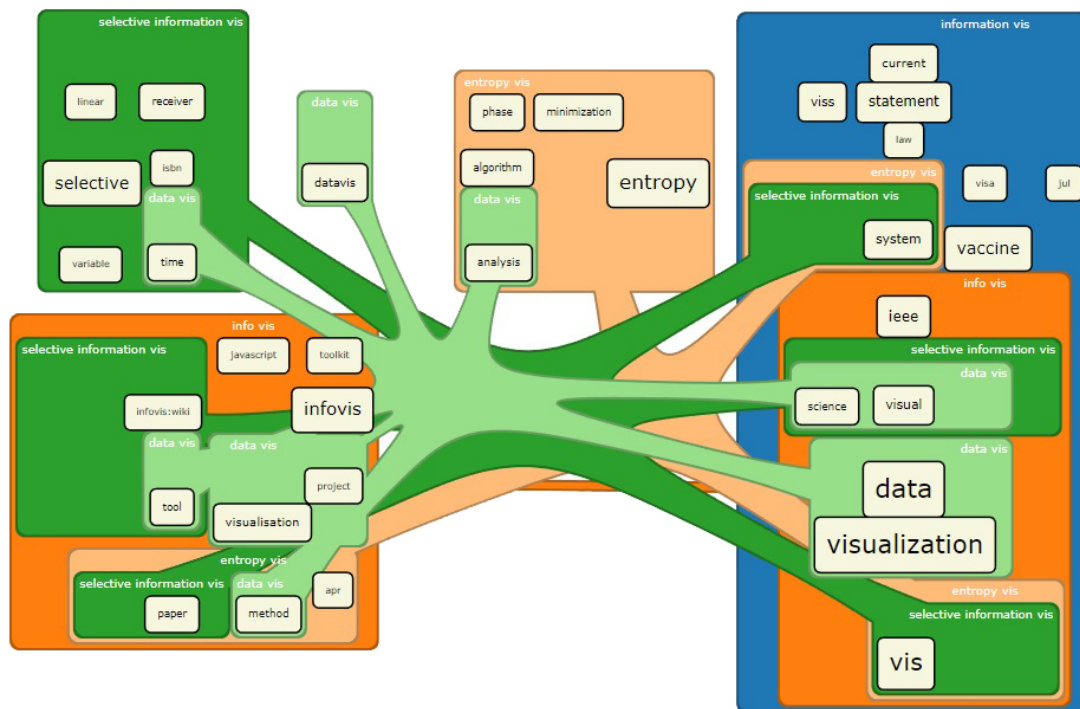 selective information vis
linear
receiver
isbn
selective
data vis
variable
time
data vis
datavis
entropy vis
phase
minimization
algorithm
entropy
data vis
analysis
information vis
current
viss
statement
law
entropy vis
visa
jul
selective information vis
system
vaccine
info vis
ieee
selective information vis
data vis
science
visual
data vis
data
visualization
entropy vis
selective information vis
vis
info vis
selective information vis
javascript
toolkit
infovis:wiki
infovis
data vis
data vis
project
tool
visualisation
entropy vis
selective information vis
data vis
apr
paper
method